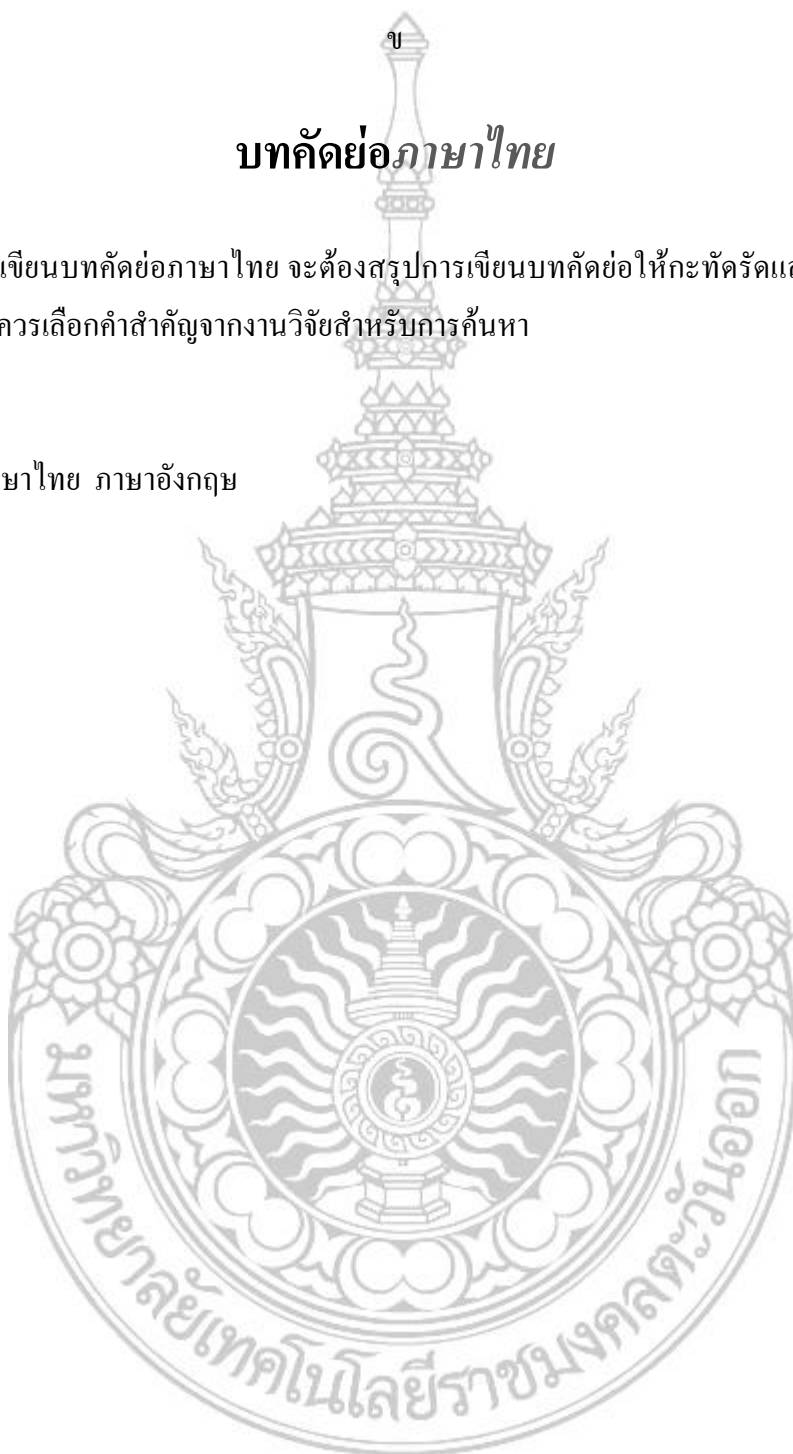 ข
บทคัดย่อภาษาไทย
เขียนบทคัดย่อภาษาไทย จะต้องสรุปการเขียนบทคัดย่อให้กะทัดรัดแล
ควรเลือกคำสำคัญจากงานวิจัยสำหรับการค้นหา
ษาไทย ภาษาอังกฤษ
มหาวิทยาลัยเทคโนโลยีราชมงคลตะวันออก